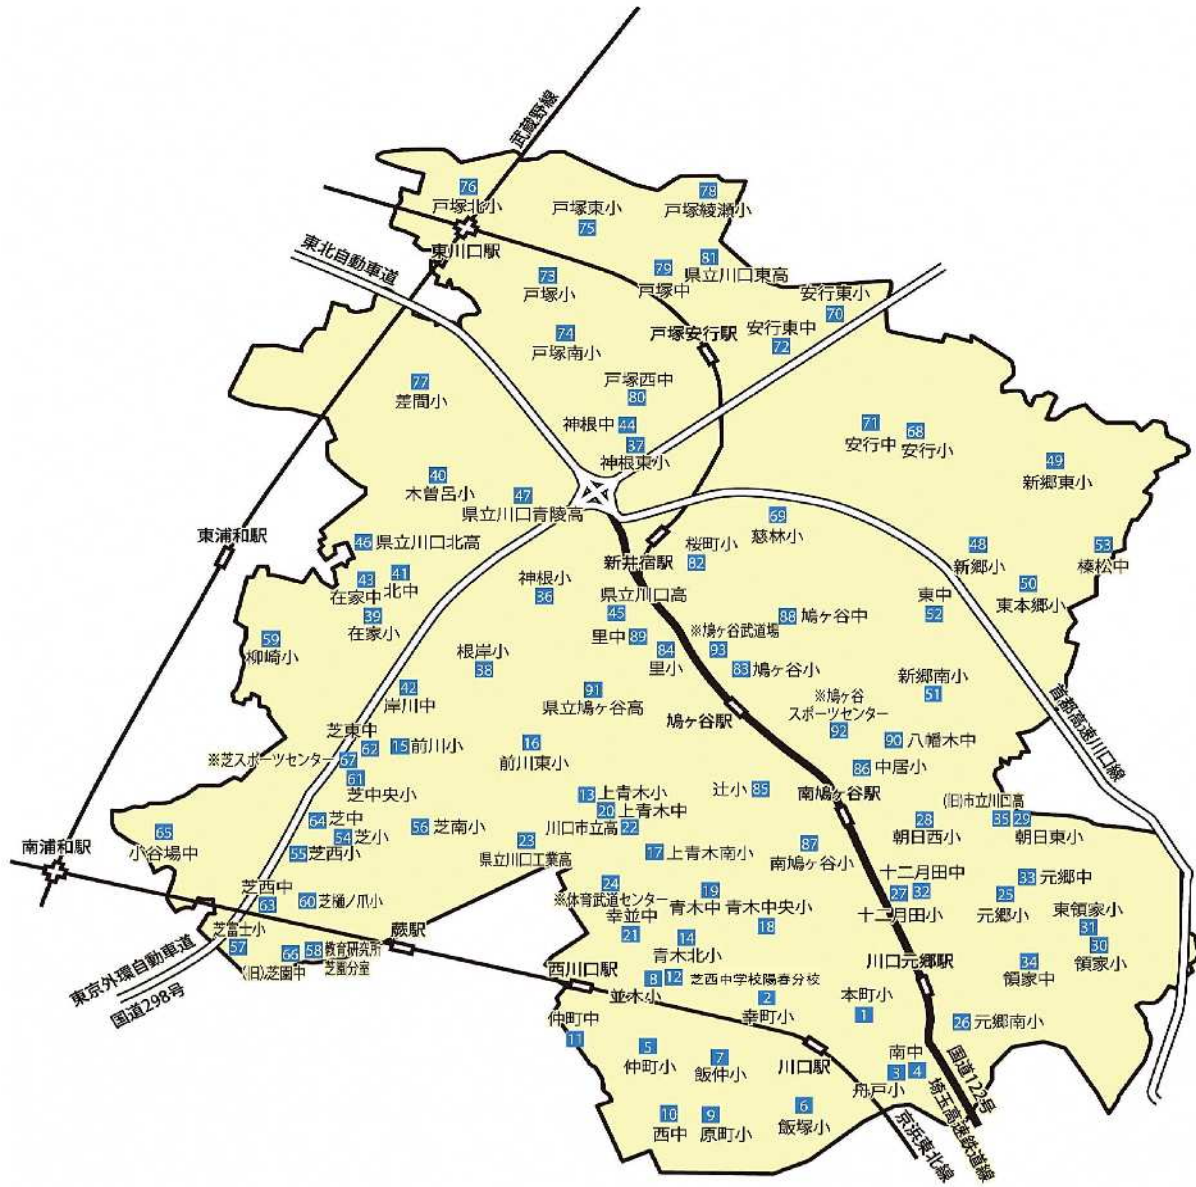 武蔵野線
76
戸塚北小
戸塚東小
75
78
戸塚綾瀬小
東川口駅
東北自動車道
73
戸塚小
79
戸塚中
81
県立川口東高
安行東小
70
74
戸塚南小
戸塚安行駅
安行東中
72
77
差間小
戸塚西中
80
神根中 44
37
神根東小
71
安行中
68
安行小
49
新郷東小
40
木曽呂小
47
県立川口青陵高
東浦和駅
46 県立川口北高
69
慈林小
桜町小
82
新井宿駅
48
新郷小
53
榛松中
43
在家中
41
北中
39
在家小
神根小
36
県立川口高
45
50
東本郷小
東中
52
59
柳崎小
里中 89
84
里小
※鳩ヶ谷武道場
93
88 鳩ヶ谷中
83 鳩ヶ谷小
根岸小
38
42
岸川中
91
県立鳩ヶ谷高
鳩ヶ谷駅
新郷南小
51
※鳩ヶ谷
スポーツセンター
92
首都高速川口線
芝東中
62
15 前川小
16
前川東小
90 八幡木中
※芝スポーツセンター 67
61
芝中央小
86 中居小
13 上青木小
20 上青木中
川口市立高 22
辻小 85
南鳩ヶ谷駅
(旧)市立川口高
35 29
朝日東小
28
朝日西小
南浦和駅
65
小谷場中
64 芝中
54 芝小
55 芝西小
56 芝南小
23
県立川口工業高
17 上青木南小
87
南鳩ヶ谷小
芝西中
63
60 芝樋ノ爪小
24
※体育武道センター
幸並中
21
19
青木中
青木中央小
18
十二月田中
27 32
十二月田小
33 元郷中
25
元郷小
東領家小
31
30
領家小
芝富士小
57
66
(旧)芝園中
58 教育研究所
芝園分室
蕨駅
14
青木北小
西川口駅
8 12 芝西中学校陽春分校
並木小
2
幸町小
本町小
1
川口元郷駅
34
領家中
東京外環自動車道
国道298号
仲町中
11
26 元郷南小
5
仲町小
7
飯仲小
川口駅
南中
3 4
舟戸小
10
西中
9
原町小
6
飯塚小
国道122号
埼玉高速鉄道線
京浜東北線